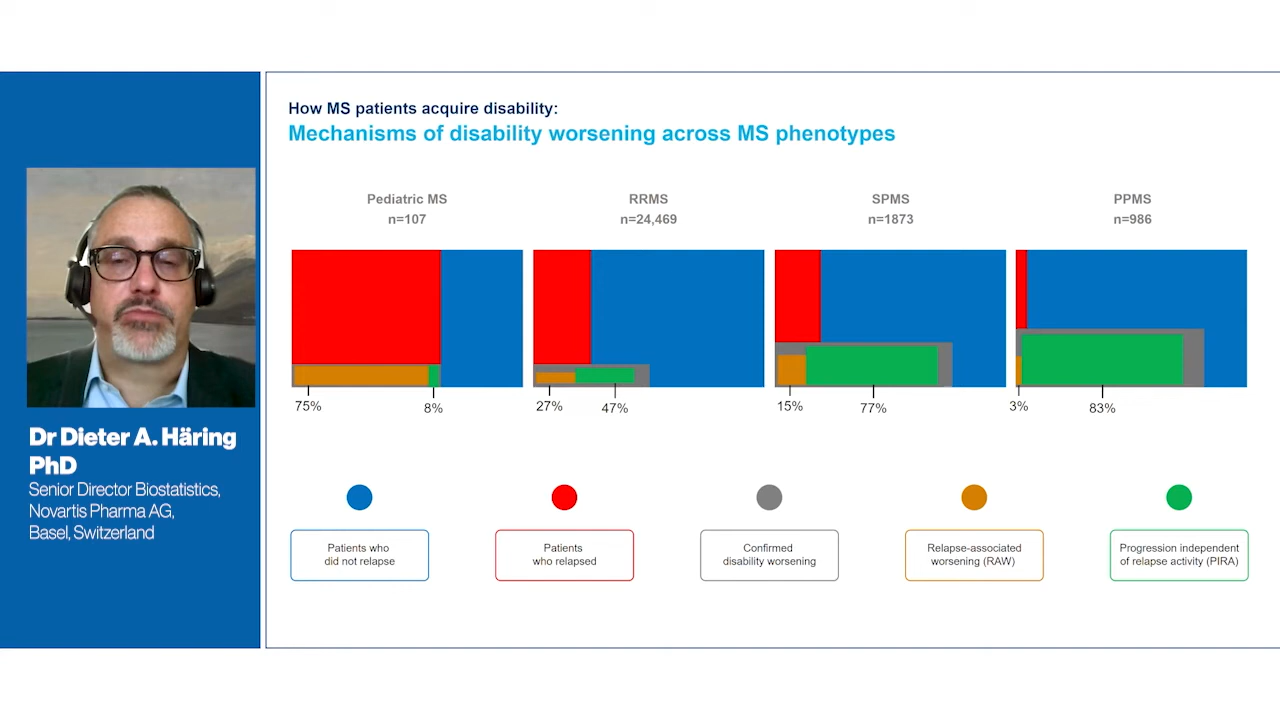 How MS patients acquire disability:
Mechanisms of disability worsening across MS phenotypes
Pediatric MS
n=107
RRMS
n=24,469
SPMS
n=1873
PPMS
n=986
75%
8%
27%
47%
15%
77%
3%
83%
Dr Dieter A. Häring
PhD
Senior Director Biostatistics,
Novartis Pharma AG,
Basel, Switzerland
Patients who
did not relapse
Patients
who relapsed
Confirmed
disability worsening
Relapse-associated
worsening (RAW)
Progression independent
of relapse activity (PIRA)